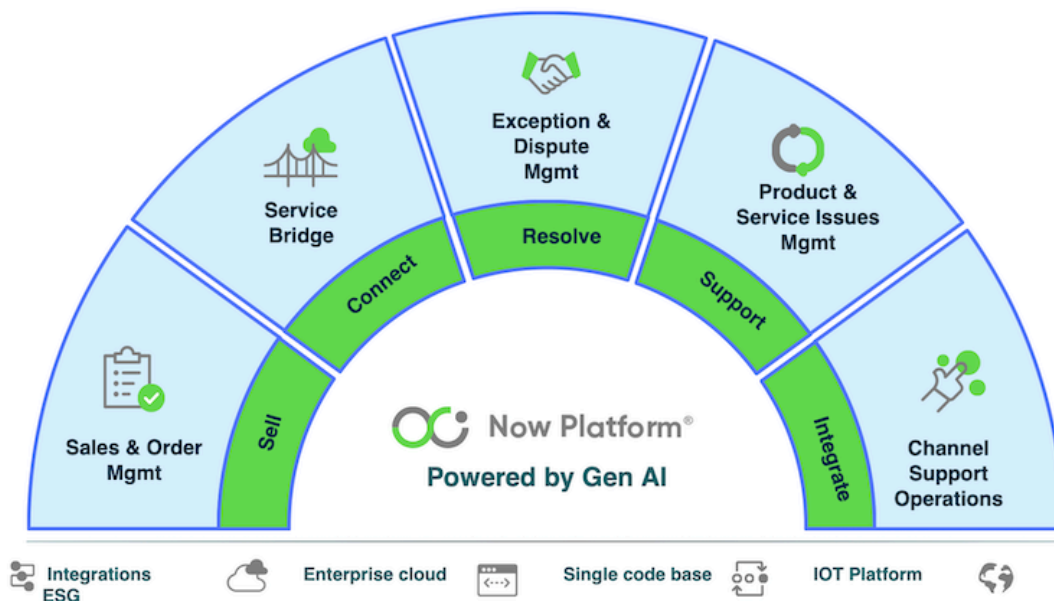 Exception &
Dispute
Mgmt
Service
Bridge
Product &
Service Issues
Mgmt
Resolve
Connect
Support
Sales & Order
Mgmt
Sell
Integrate
Channel
Support
Operations
Now Platform®
Powered by Gen AI
Integrations
ESG
Enterprise cloud
Single code base
IOT Platform